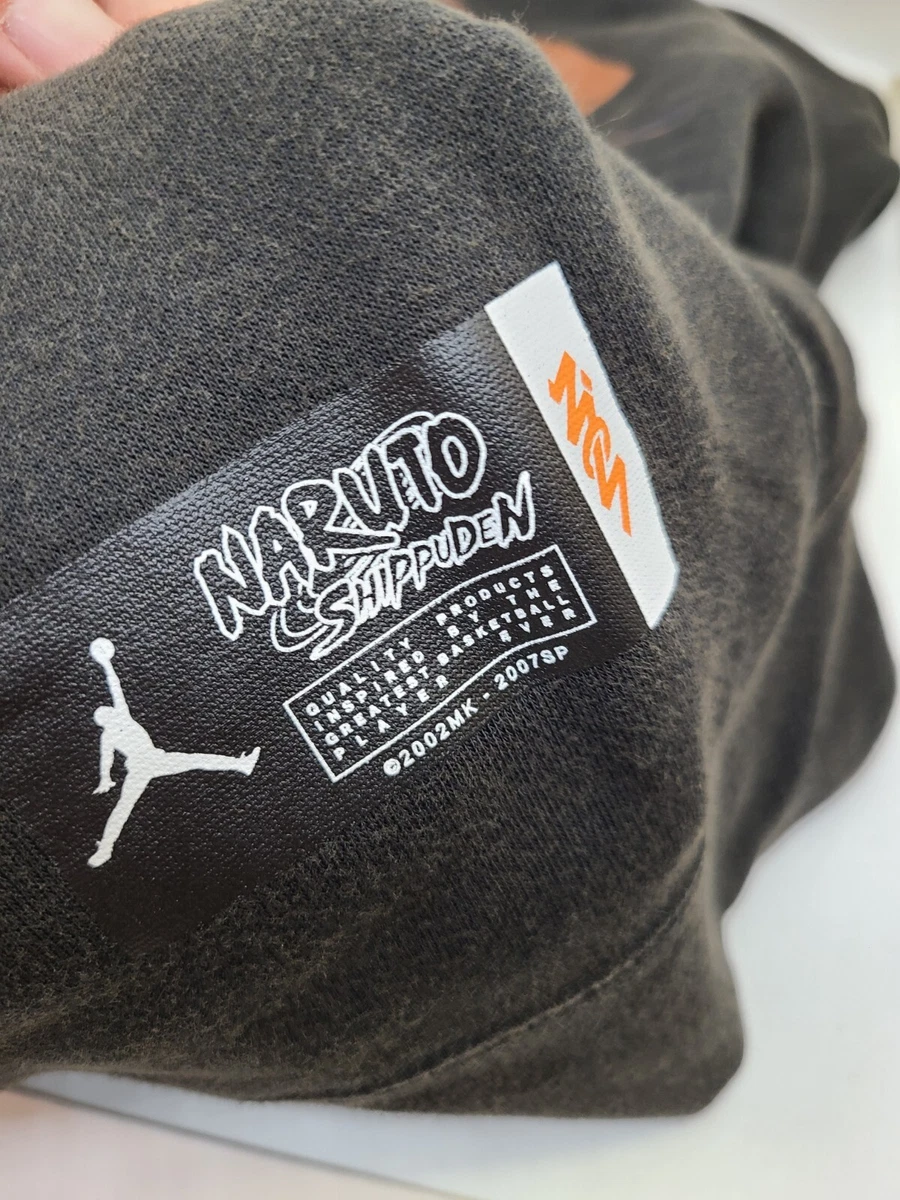 NARUTO
SHIPPUDEN
QUALITY PRODUCTS
INSPIRED BY THE
GREATEST BASKETBALL
PLAYER EVER
©2002MK - 2007SP